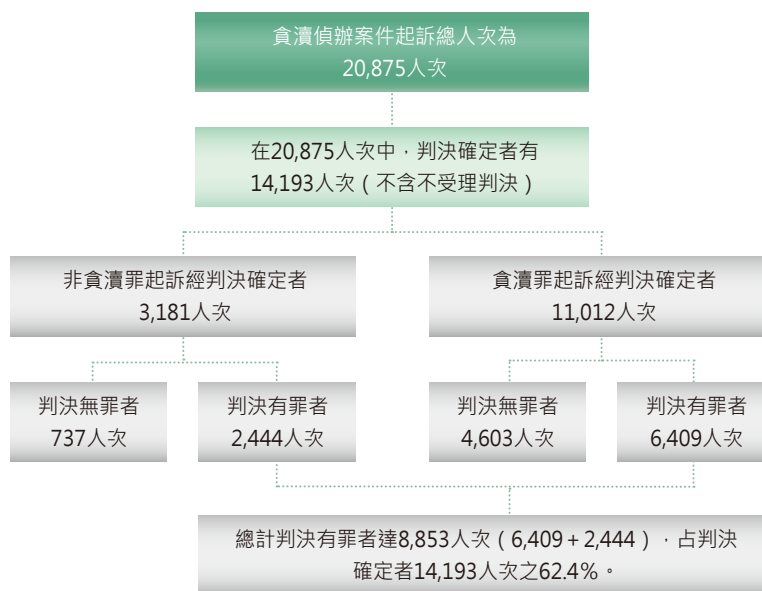 貪瀆偵辦案件起訴總人次為
20,875人次
在20,875人次中，判決確定者有
14,193人次（不含不受理判決）
非貪瀆罪起訴經判決確定者
3,181人次
貪瀆罪起訴經判決確定者
11,012人次
判決無罪者
737人次
判決有罪者
2,444人次
判決無罪者
4,603人次
判決有罪者
6,409人次
總計判決有罪者達8,853人次（6,409＋2,444），占判決
確定者14,193人次之62.4%。